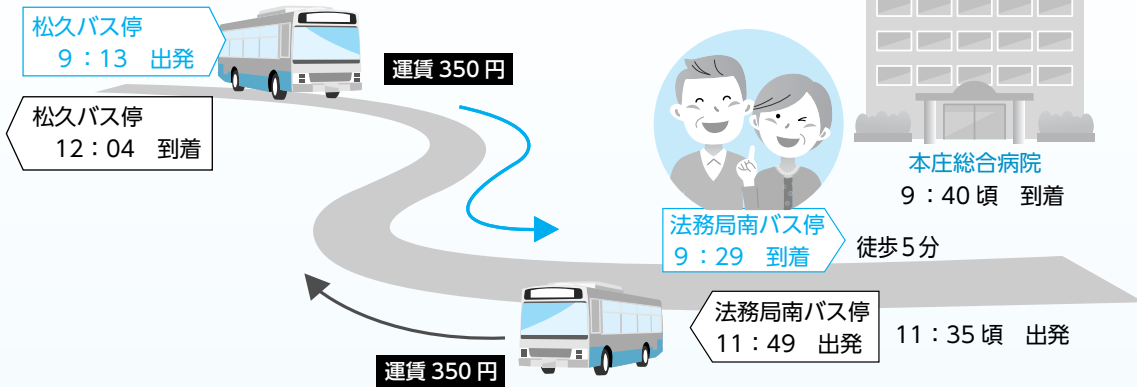 松久バス停
9：13　出発
運賃 350 円
松久バス停
12：04　到着
本庄総合病院
9：40 頃　到着
法務局南バス停
9：29　到着
徒歩５分
法務局南バス停
11：49　出発
11：35 頃　出発
運賃 350 円